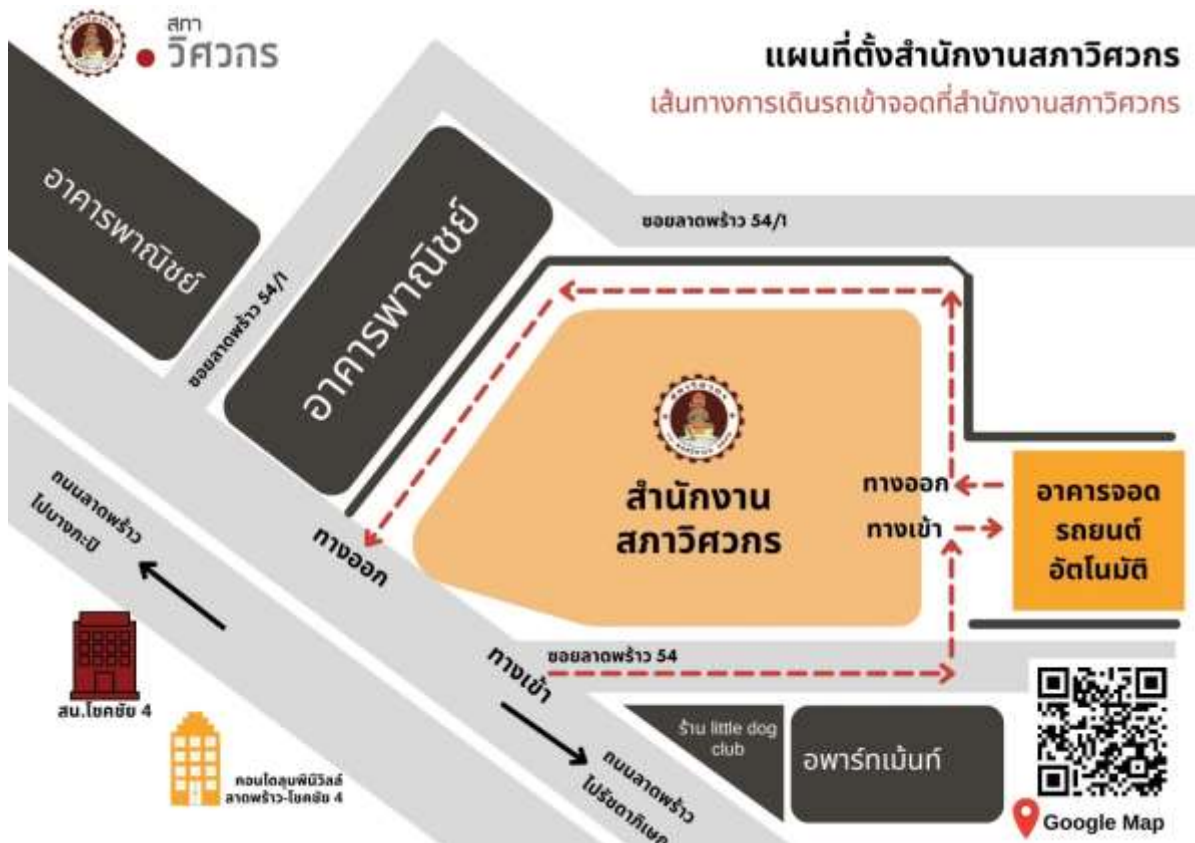 สภา
วิศวกร
แผนที่ตั้งสำนักงานสภาวิศวกร
เส้นทางการเดินรถเข้าจอดที่สำนักงานสภาวิศวกร
อาคารพาณิชย์
อาคารพาณิชย์
ซอยลาดพร้าว 54/1
ซอยลาดพร้าว 54/1
สำนักงาน
สภาวิศวกร
ทางออก
ทางเข้า
อาคารจอด
รถยนต์
อัตโนมัติ
ถนนลาดพร้าว
ไปบางกะปิ
ทางออก
ทางเข้า
ซอยลาดพร้าว 54
สน.โชคชัย 4
คอนโดลุมพินีวิลล์
ลาดพร้าว-โชคชัย 4
ถนนลาดพร้าว
ไปรัชดาภิเษก
ร้าน little dog
club
อพาร์ทเม้นท์
Google Map